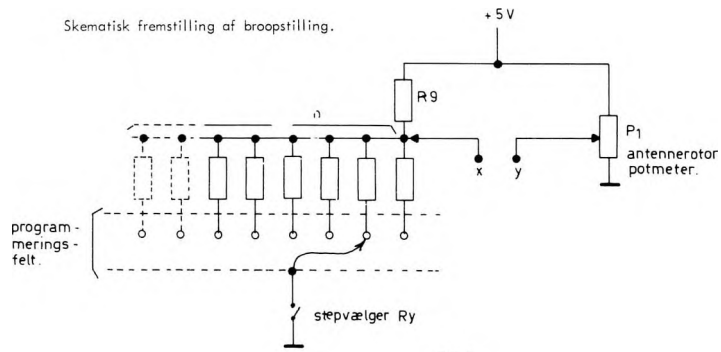 Skematisk fremstilling af broopstilling.
+5V
R9
n
P1
antennerotor
potmeter.
x
y
program-
merings-
felt.
stepvælger Ry